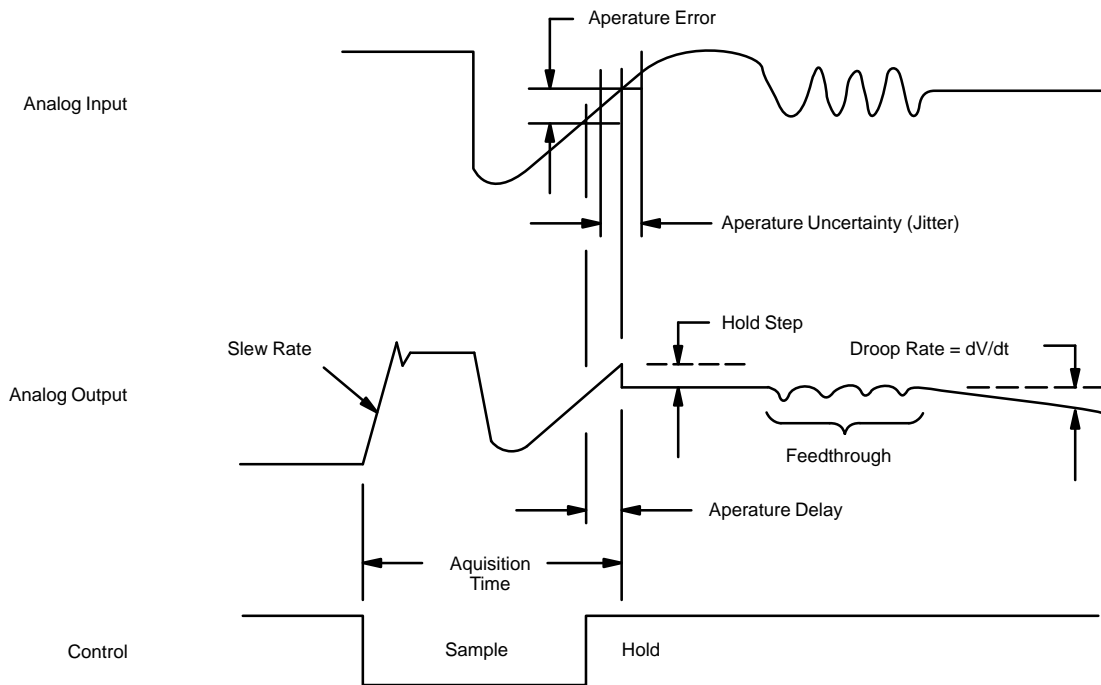 Aperature Error
Analog Input
Aperature Uncertainty (Jitter)
Hold Step
Slew Rate
Droop Rate = dV/dt
Analog Output
Feedthrough
Aperature Delay
Aquisition
Time
Control
Sample
Hold